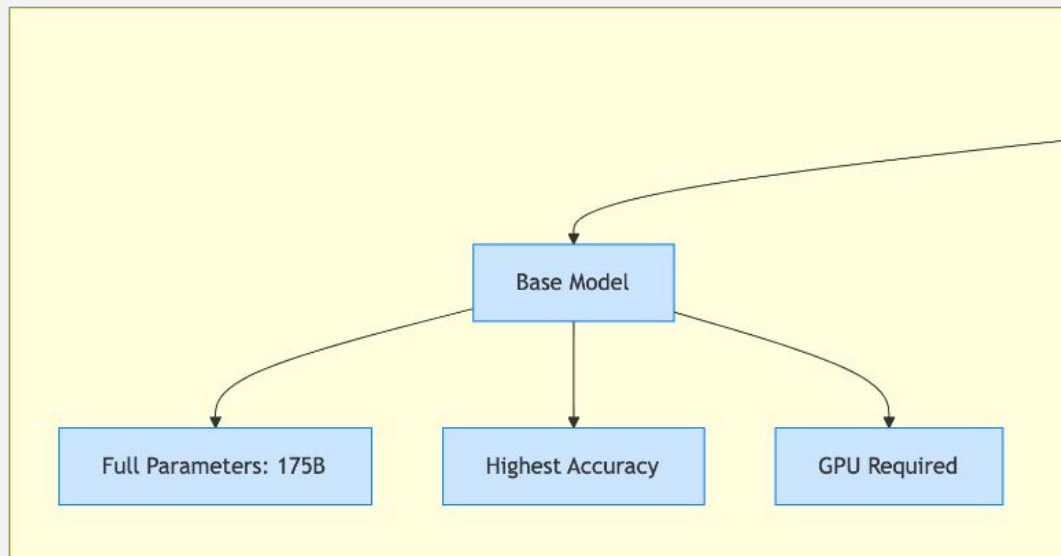 Base Model
Full Parameters: 175B
Highest Accuracy
GPU Required